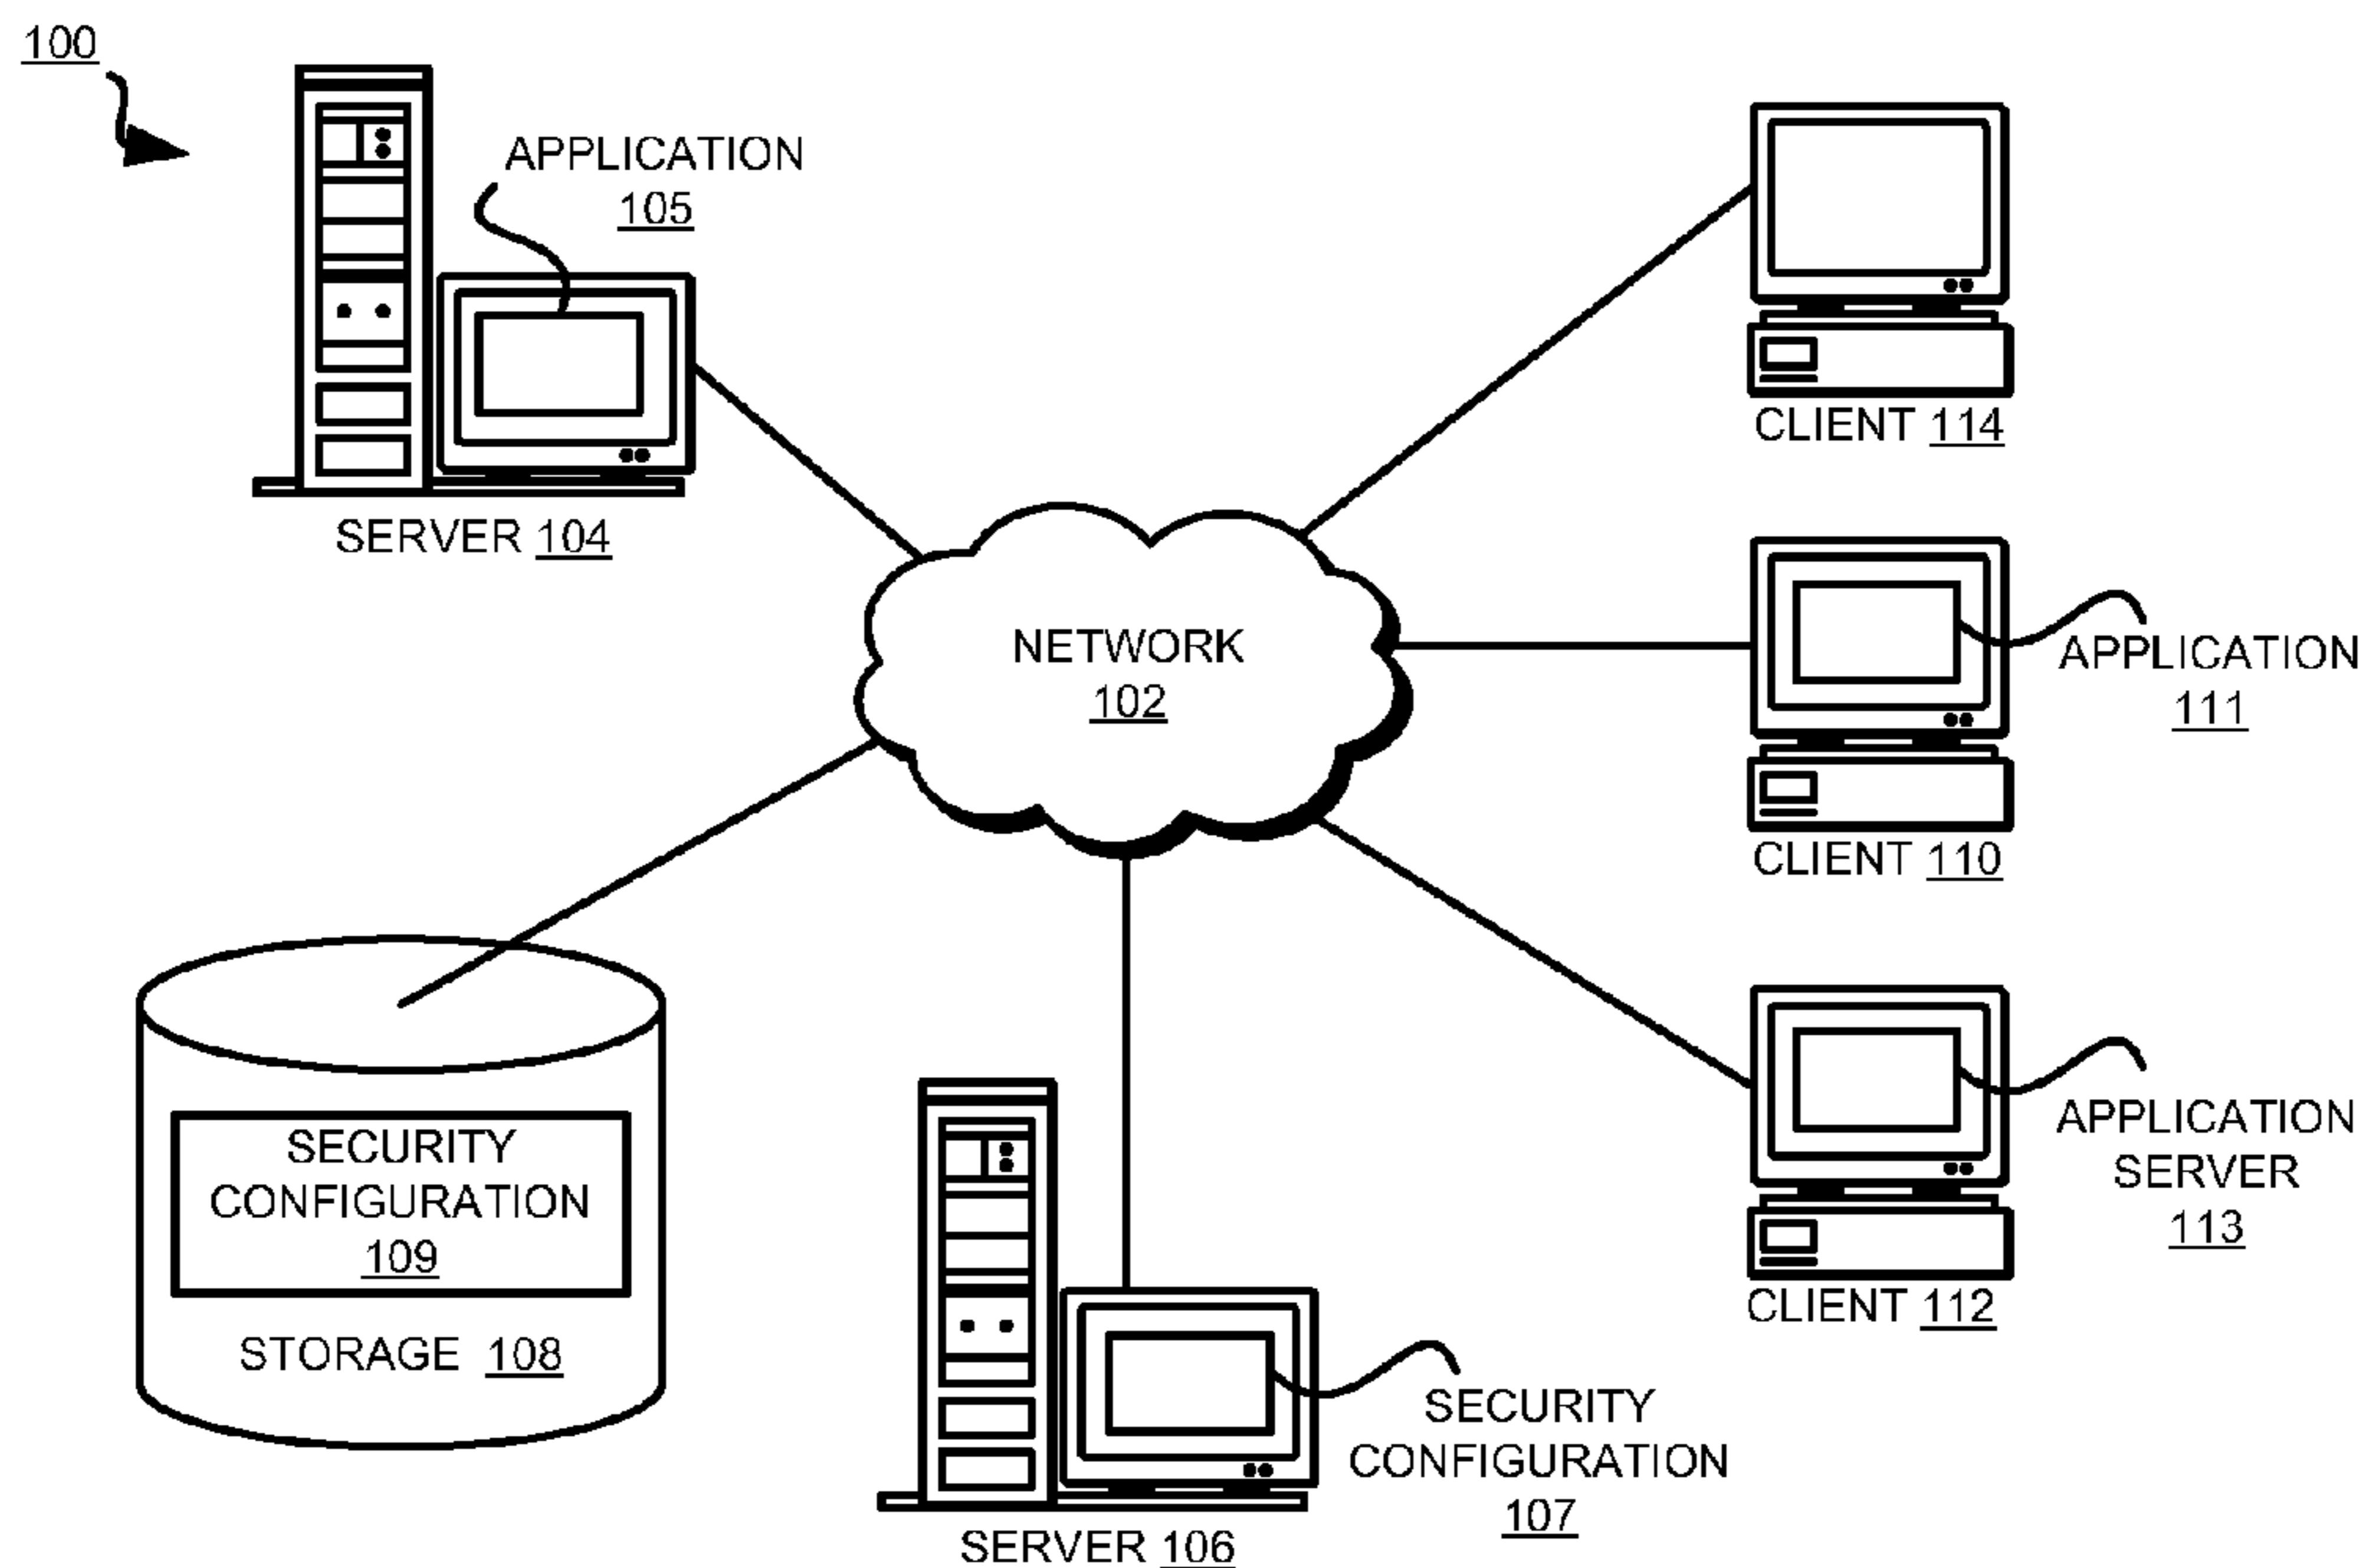 100
APPLICATION
105
SERVER 104
CLIENT 114
NETWORK
102
APPLICATION
111
CLIENT 110
SECURITY
CONFIGURATION
109
STORAGE 108
APPLICATION
SERVER
113
CLIENT 112
SECURITY
CONFIGURATION
107
SERVER 106